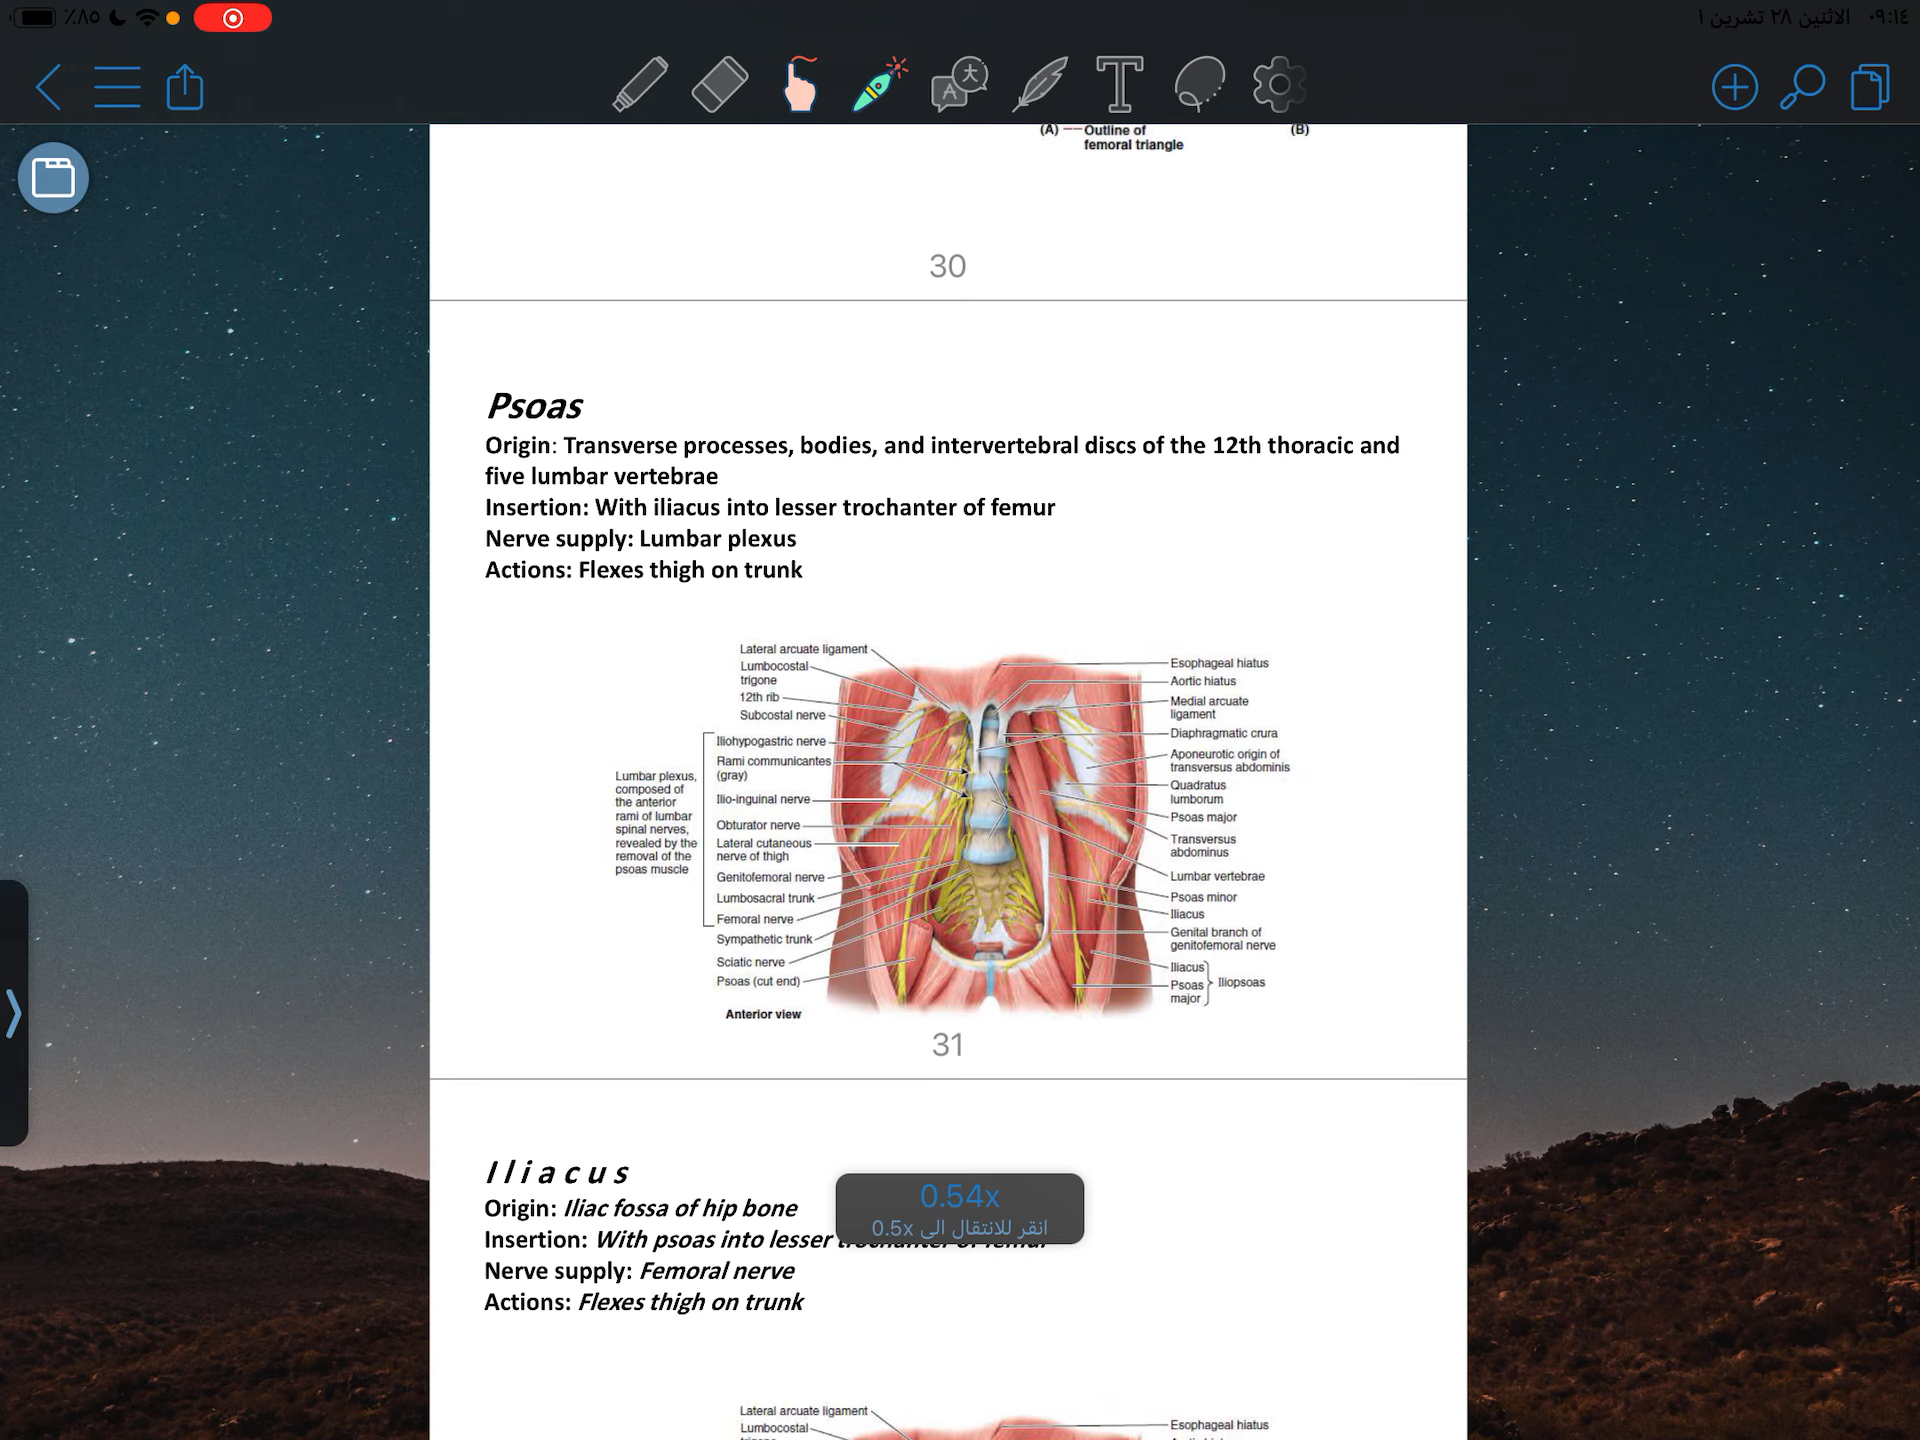 ٪٨٥
الاثنين ٢٨ تشرين ١
٠٩:١٤
(A) Outline of femoral triangle
(B)
30
Psoas
Origin: Transverse processes, bodies, and intervertebral discs of the 12th thoracic and
five lumbar vertebrae
Insertion: With iliacus into lesser trochanter of femur
Nerve supply: Lumbar plexus
Actions: Flexes thigh on trunk
Lateral arcuate ligament
Lumbocostal
trigone
12th rib
Subcostal nerve
Iliohypogastric nerve
Rami communicantes
(gray)
Ilio-inguinal nerve
Obturator nerve
Lateral cutaneous
nerve of thigh
Genitofemoral nerve
Lumbosacral trunk
Femoral nerve
Sympathetic trunk
Sciatic nerve
Psoas (cut end)
Lumbar plexus,
composed of
the anterior
rami of lumbar
spinal nerves,
revealed by the
removal of the
psoas muscle
Anterior view
Esophageal hiatus
Aortic hiatus
Medial arcuate
ligament
Diaphragmatic crura
Aponeurotic origin of
transversus abdominis
Quadratus
lumborum
Psoas major
Transversus
abdominus
Lumbar vertebrae
Psoas minor
Iliacus
Genital branch of
genitofemoral nerve
Iliacus
Psoas
major
Iliopsoas
31
Iliacus
Origin: Iliac fossa of hip bone
Insertion: With psoas into lesser trochanter of femur
Nerve supply: Femoral nerve
Actions: Flexes thigh on trunk
0.54x
انقر للانتقال الى 0.5x
Lateral arcuate ligament
Lumbocostal
Esophageal hiatus